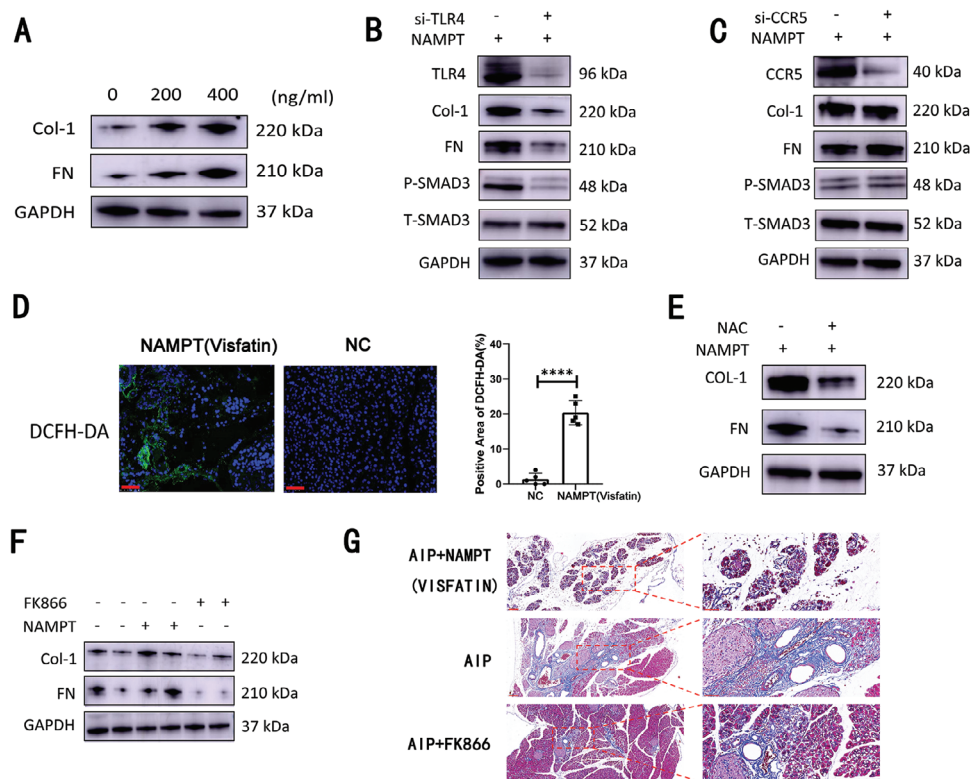 A
0 200 400 (ng/ml)
Col-1 220 kDa
FN 210 kDa
GAPDH 37 kDa
B
si-TLR4 - +
NAMPT + +
TLR4 96 kDa
Col-1 220 kDa
FN 210 kDa
P-SMAD3 48 kDa
T-SMAD3 52 kDa
GAPDH 37 kDa
C
si-CCR5 - +
NAMPT + +
CCR5 40 kDa
Col-1 220 kDa
FN 210 kDa
P-SMAD3 48 kDa
T-SMAD3 52 kDa
GAPDH 37 kDa
D
NAMPT(Visfatin) NC
DCFH-DA
Positive Area of DCFH-DA(%)
40
30
20
10
0
****
NC NAMPT(Visfatin)
E
NAC - +
NAMPT + +
COL-1 220 kDa
FN 210 kDa
GAPDH 37 kDa
F
FK866 - - - - + +
NAMPT - - + + - -
Col-1 220 kDa
FN 210 kDa
GAPDH 37 kDa
G
AIP+NAMPT
(VISFATIN)
AIP
AIP+FK866